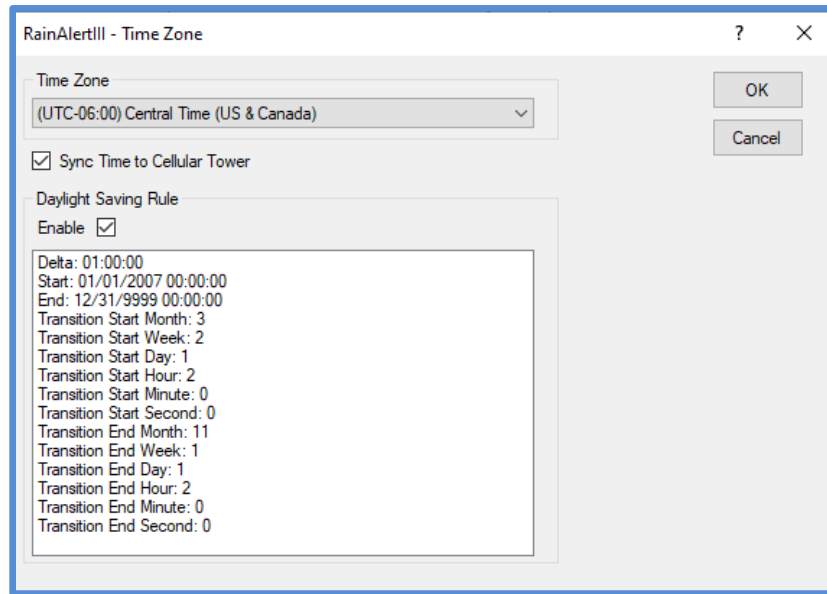 RainAlertIII - Time Zone
?
Time Zone
OK
(UTC-06:00) Central Time (US & Canada)
Cancel
Sync Time to Cellular Tower
Daylight Saving Rule
Enable
Delta: 01:00:00
Start: 01/01/2007 00:00:00
End: 12/31/9999 00:00:00
Transition Start Month: 3
Transition Start Week: 2
Transition Start Day: 1
Transition Start Hour: 2
Transition Start Minute: 0
Transition Start Second: 0
Transition End Month: 11
Transition End Week: 1
Transition End Day: 1
Transition End Hour: 2
Transition End Minute: 0
Transition End Second: 0